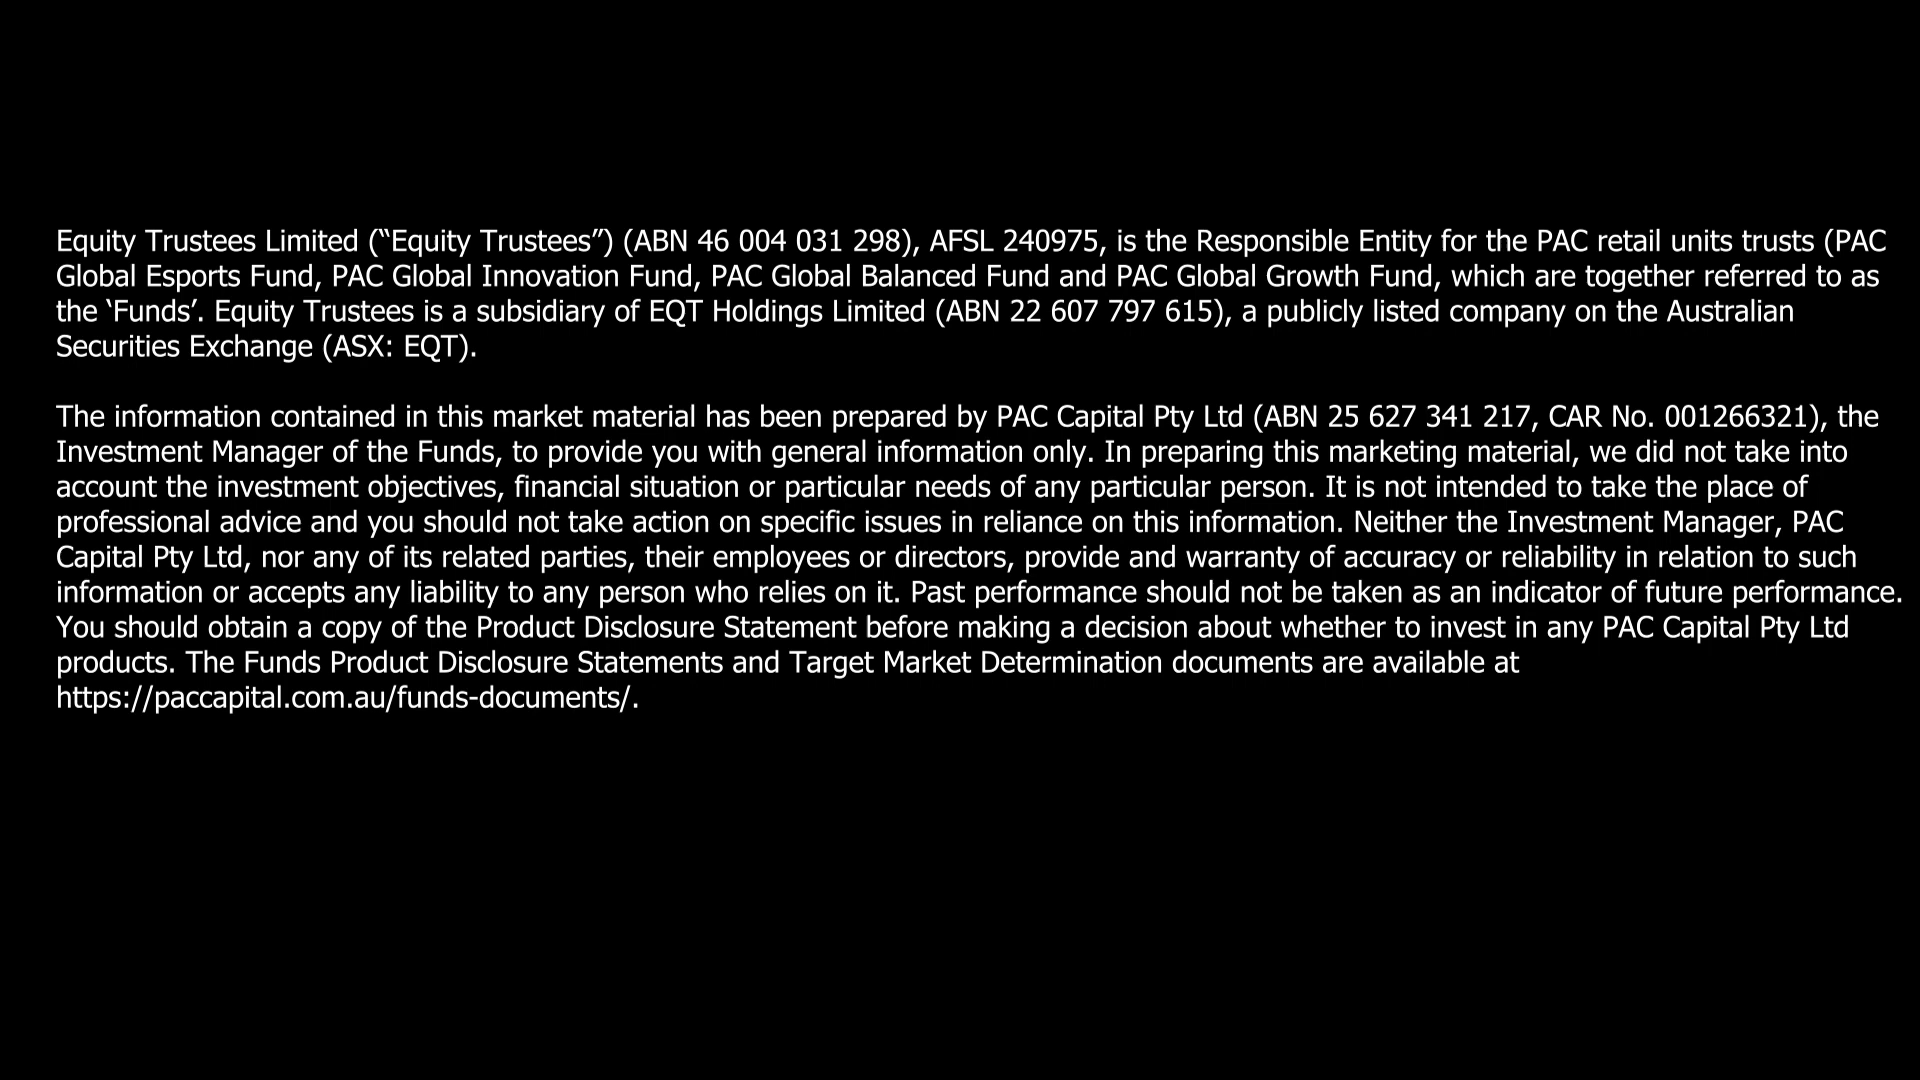 Equity Trustees Limited (“Equity Trustees”) (ABN 46 004 031 298), AFSL 240975, is the Responsible Entity for the PAC retail units trusts (PAC
Global Esports Fund, PAC Global Innovation Fund, PAC Global Balanced Fund and PAC Global Growth Fund, which are together referred to as
the ‘Funds’. Equity Trustees is a subsidiary of EQT Holdings Limited (ABN 22 607 797 615), a publicly listed company on the Australian
Securities Exchange (ASX: EQT).
The information contained in this market material has been prepared by PAC Capital Pty Ltd (ABN 25 627 341 217, CAR No. 001266321), the
Investment Manager of the Funds, to provide you with general information only. In preparing this marketing material, we did not take into
account the investment objectives, financial situation or particular needs of any particular person. It is not intended to take the place of
professional advice and you should not take action on specific issues in reliance on this information. Neither the Investment Manager, PAC
Capital Pty Ltd, nor any of its related parties, their employees or directors, provide and warranty of accuracy or reliability in relation to such
information or accepts any liability to any person who relies on it. Past performance should not be taken as an indicator of future performance.
You should obtain a copy of the Product Disclosure Statement before making a decision about whether to invest in any PAC Capital Pty Ltd
products. The Funds Product Disclosure Statements and Target Market Determination documents are available at
https://paccapital.com.au/funds-documents/.